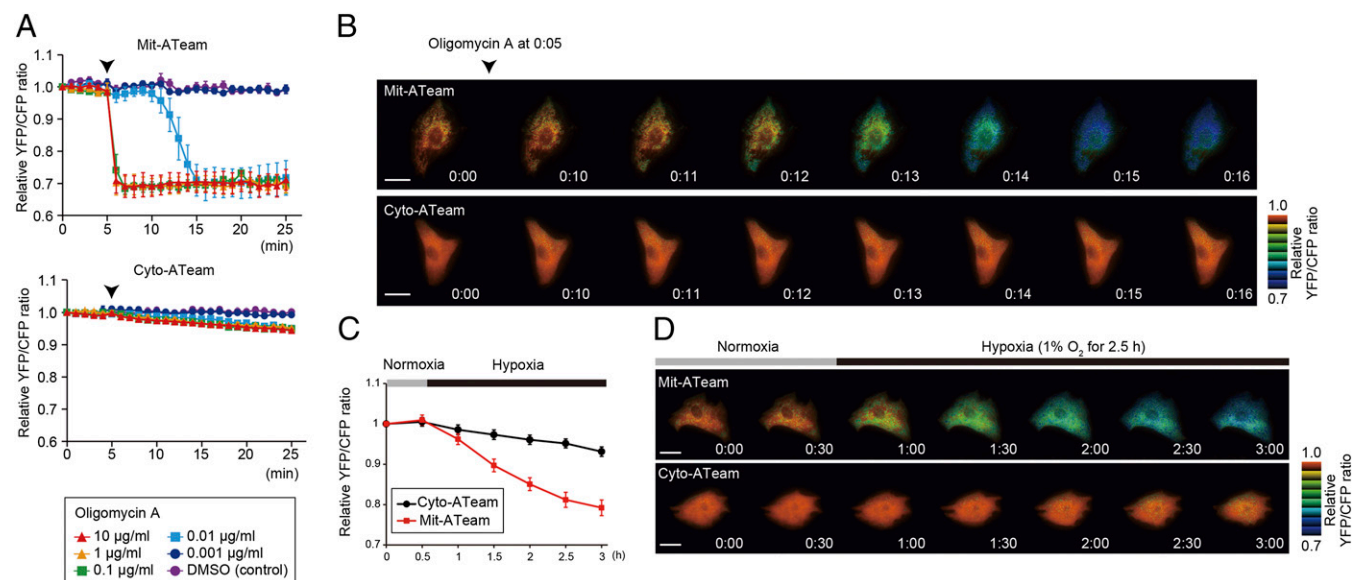 A
Mit-ATeam
Relative YFP/CFP ratio
1.1
1.0
0.9
0.8
0.7
0.6
0 5 10 15 20 25
(min)
Cyto-ATeam
Relative YFP/CFP ratio
1.1
1.0
0.9
0.8
0.7
0.6
0 5 10 15 20 25
(min)
Oligomycin A
10 µg/ml 0.01 µg/ml
1 µg/ml 0.001 µg/ml
0.1 µg/ml DMSO (control)
B
Oligomycin A at 0:05
Mit-ATeam
0:00 0:10 0:11 0:12 0:13 0:14 0:15 0:16
Cyto-ATeam
0:00 0:10 0:11 0:12 0:13 0:14 0:15 0:16
1.0
Relative
YFP/CFP ratio
0.7
C
Normoxia Hypoxia
Relative YFP/CFP ratio
1.1
1
0.9
0.8
0.7
Cyto-ATeam
Mit-ATeam
0 0.5 1 1.5 2 2.5 3 (h)
D
Normoxia Hypoxia (1% O2 for 2.5 h)
Mit-ATeam
0:00 0:30 1:00 1:30 2:00 2:30 3:00
Cyto-ATeam
0:00 0:30 1:00 1:30 2:00 2:30 3:00
1.0
Relative
YFP/CFP ratio
0.7